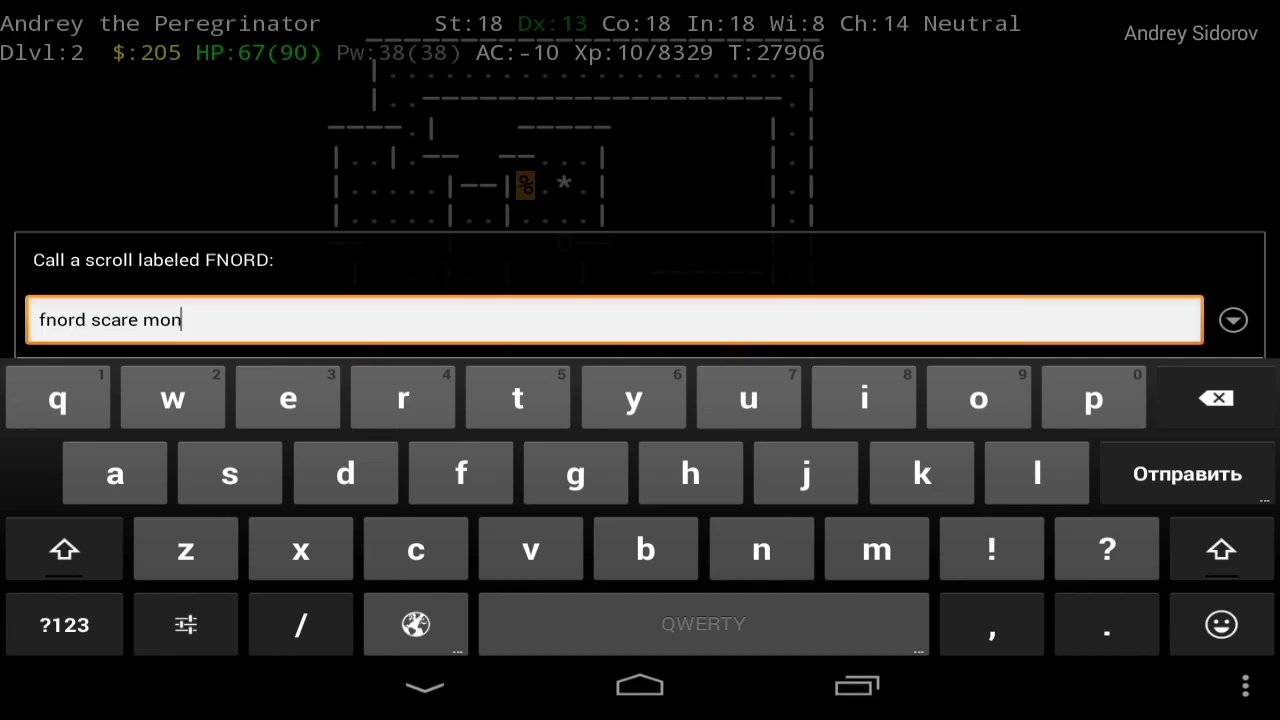 Andrey the Peregrinator St:18 Dx:13 Co:18 In:18 Wi:8 Ch:14 Neutral
Andrey Sidorov
Dlvl:2 $:205 HP:67(90) Pw:38(38) AC:-10 Xp:10/8329 T:27906
Call a scroll labeled FNORD:
fnord scare mon
q 1 w 2 e 3 r 4 t 5 y 6 u 7 i 8 o 9 p 0
a s d f g h j k l Отправить ...
z x c v b n m ! ?
?123 / ... QWERTY ... , .